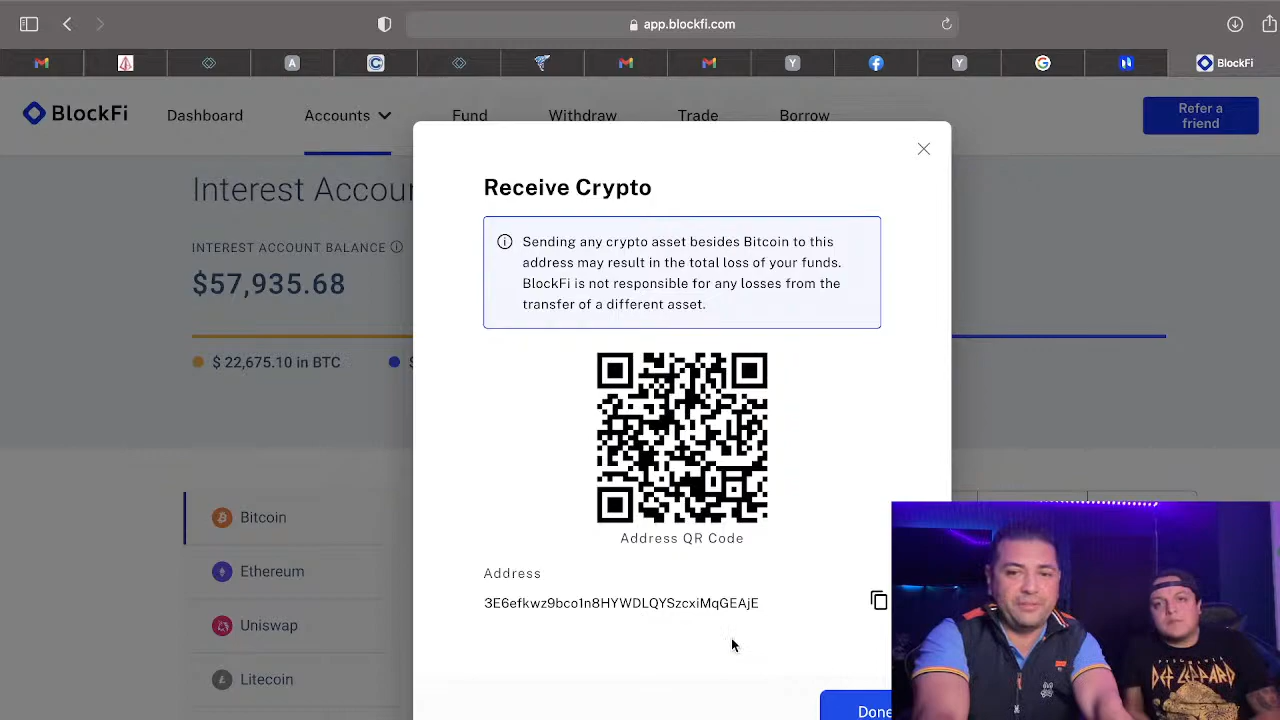 app.blockfi.com
BlockFi
BlockFi
Dashboard
Accounts
Fund
Withdraw
Trade
Borrow
Refer a
friend
Interest Accou
INTEREST ACCOUNT BALANCE
$57,935.68
$ 22,675.10 in BTC
Receive Crypto
Sending any crypto asset besides Bitcoin to this
address may result in the total loss of your funds.
BlockFi is not responsible for any losses from the
transfer of a different asset.
Address QR Code
Address
3E6efkwz9bco1n8HYWDLQYSzcxiMqGEAjE
Done
Bitcoin
Ethereum
Uniswap
Litecoin
DEF LEPPARD